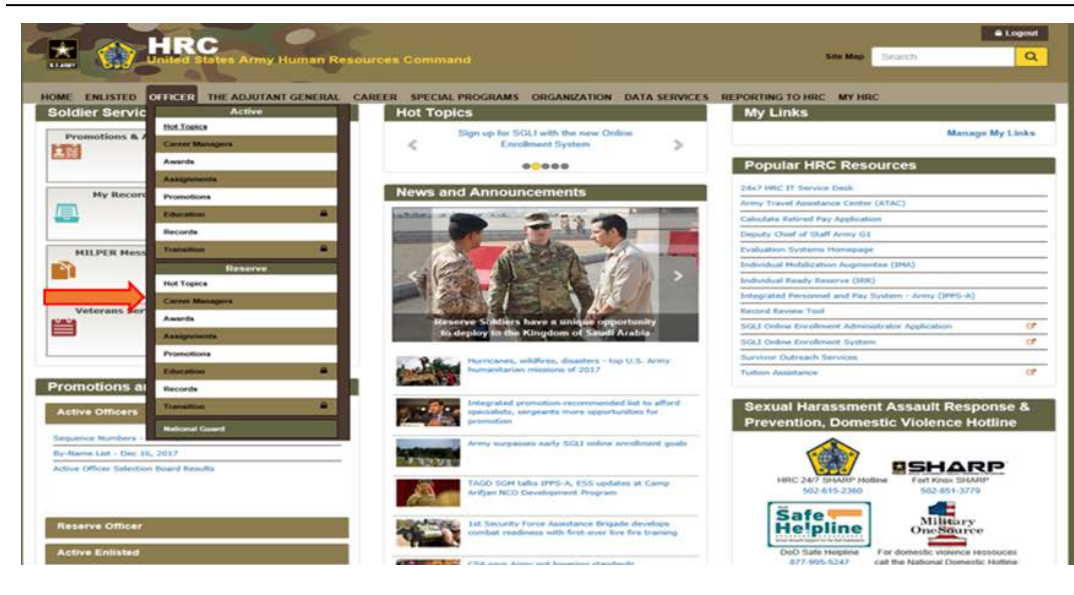 U.S. ARMY
HRC
United States Army Human Resources Command
Logout
Site Map
Search
HOME ENLISTED OFFICER THE ADJUTANT GENERAL CAREER SPECIAL PROGRAMS ORGANIZATION DATA SERVICES REPORTING TO HRC MY HRC
Soldier Servic
Promotions & A
My Recor
MILPER Mess
Veterans Ser
Active
Hot Topics
Career Managers
Awards
Assignments
Promotions
Education
Records
Transition
Reserve
Hot Topics
Career Managers
Awards
Assignments
Promotions
Education
Records
Transition
National Guard
Promotions a
Active Officers
Sequence Numbers -
By-Name List - Dec 16, 2017
Active Officer Selection Board Results
Reserve Officer
Active Enlisted
Hot Topics
Sign up for SGLI with the new Online
Enrollment System
News and Announcements
Reserve Soldiers have a unique opportunity
to deploy to the Kingdom of Saudi Arabia
Hurricanes, wildfires, disasters - top U.S. Army
humanitarian missions of 2017
Integrated promotion-recommended list to afford
specialists, sergeants more opportunities for
promotion
Army surpasses early SGLI online enrollment goals
TAGD SGM talks IPPS-A, ESS updates at Camp
Arifjan NCO Development Program
1st Security Force Assistance Brigade develops
combat readiness with first-ever live fire training
CSA says Army not lowering standards
My Links
Manage My Links
Popular HRC Resources
24x7 HRC IT Service Desk
Army Travel Assistance Center (ATAC)
Calculate Retired Pay Application
Deputy Chief of Staff Army G1
Evaluation Systems Homepage
Individual Mobilization Augmentee (IMA)
Individual Ready Reserve (IRR)
Integrated Personnel and Pay System - Army (IPPS-A)
Record Review Tool
SGLI Online Enrollment Administrator Application
SGLI Online Enrollment System
Survivor Outreach Services
Tuition Assistance
Sexual Harassment Assault Response &
Prevention, Domestic Violence Hotline
HRC 24/7 SHARP Hotline
502-615-2360
SHARP
Fort Knox SHARP
502-851-3779
Safe
Helpline
DoD Safe Helpline
877-995-5247
Military
OneSource
For domestic violence ressouces
call the National Domestic Hotline: